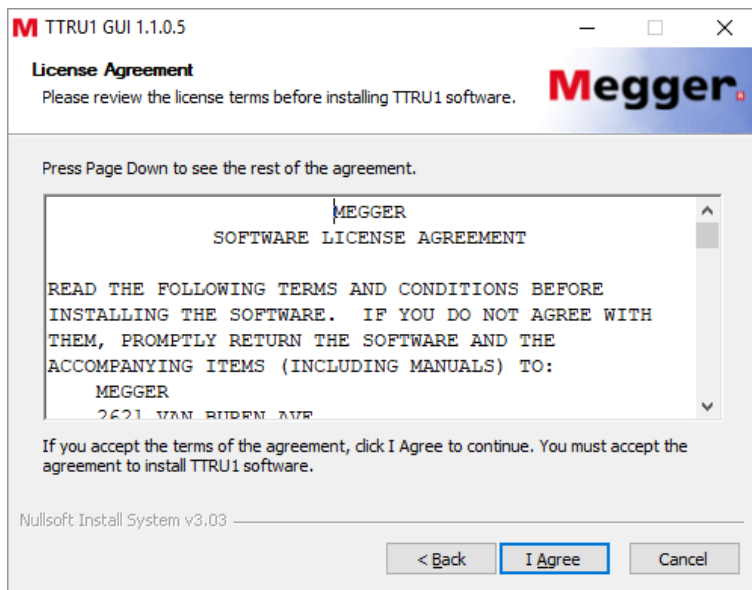 M TTRU1 GUI 1.1.0.5
License Agreement
Please review the license terms before installing TTRU1 software.
Megger
Press Page Down to see the rest of the agreement.
MEGGER
SOFTWARE LICENSE AGREEMENT
READ THE FOLLOWING TERMS AND CONDITIONS BEFORE
INSTALLING THE SOFTWARE.  IF YOU DO NOT AGREE WITH
THEM, PROMPTLY RETURN THE SOFTWARE AND THE
ACCOMPANYING ITEMS (INCLUDING MANUALS) TO:
MEGGER
2621 VAN BUREN AVE
If you accept the terms of the agreement, click I Agree to continue. You must accept the
agreement to install TTRU1 software.
Nullsoft Install System v3.03
< Back
I Agree
Cancel